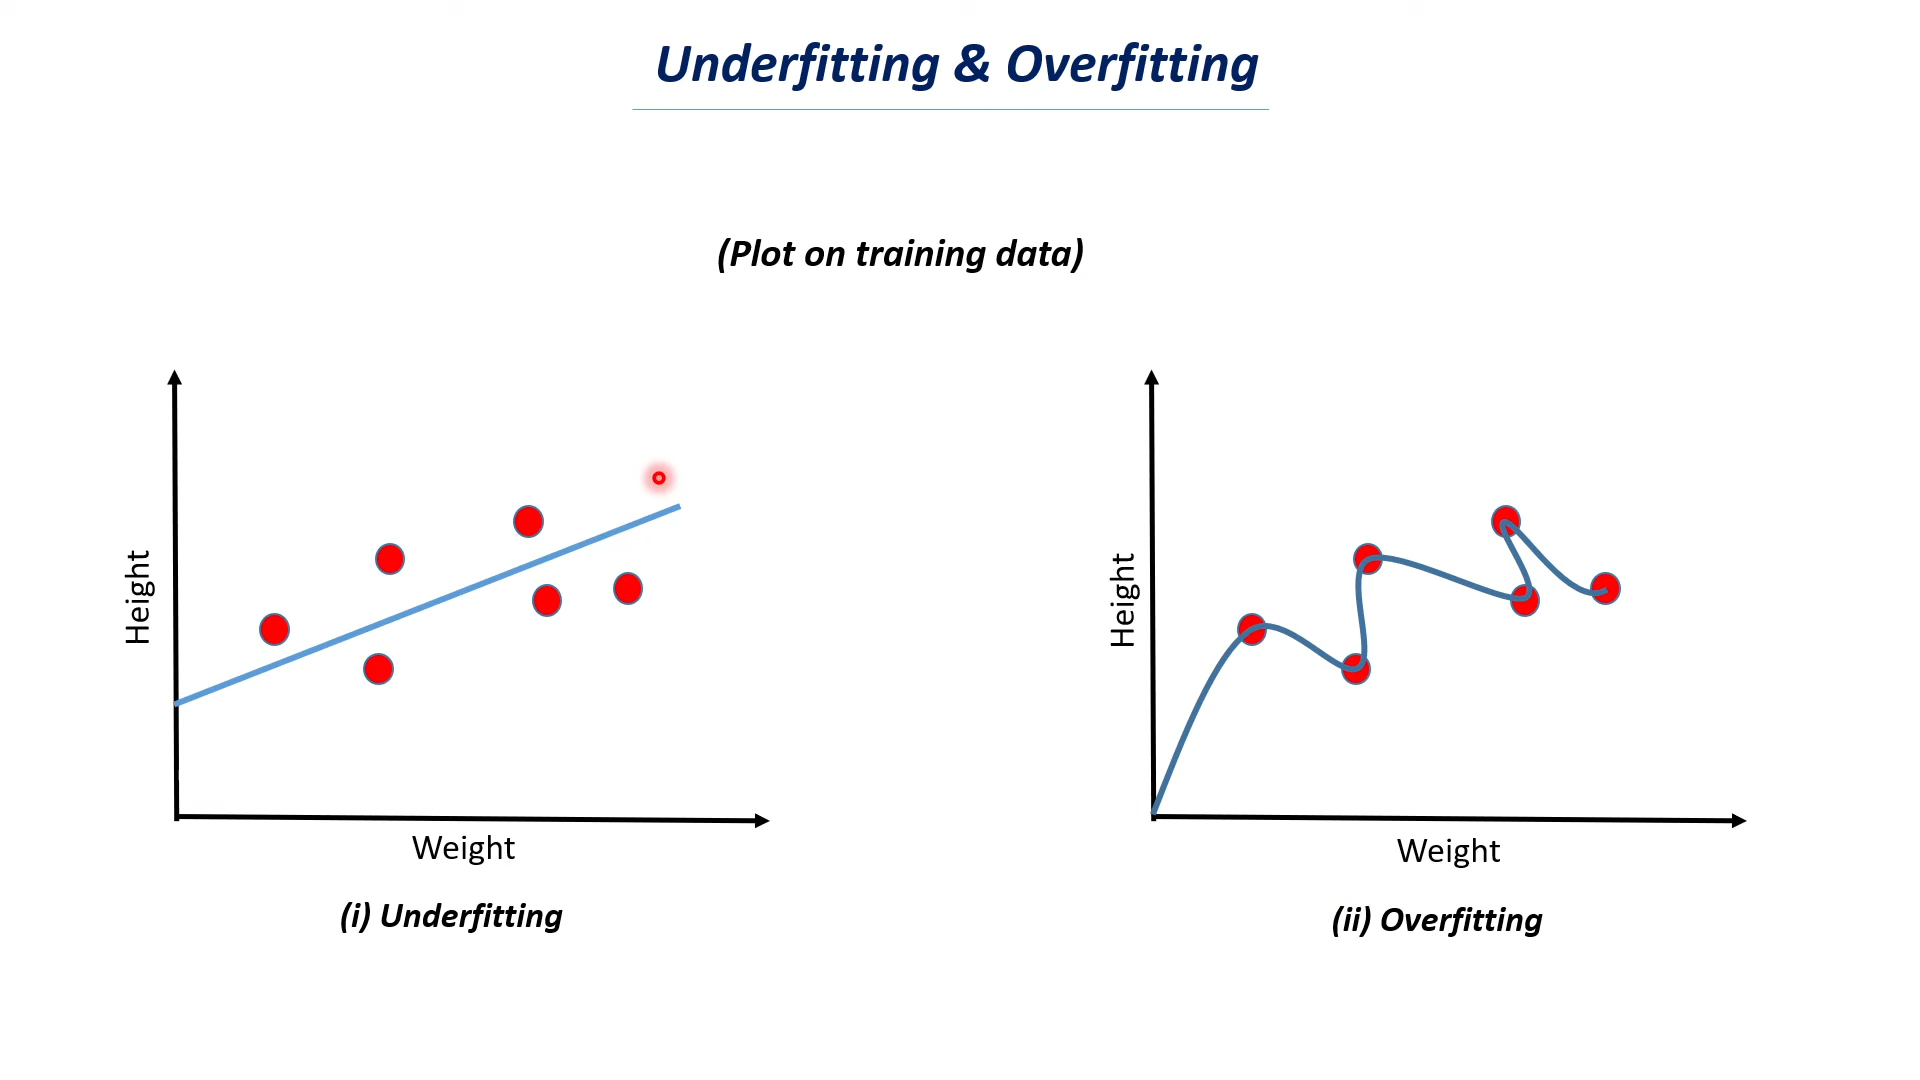 Underfitting & Overfitting
(Plot on training data)
Height
Weight
(i) Underfitting
Height
Weight
(ii) Overfitting